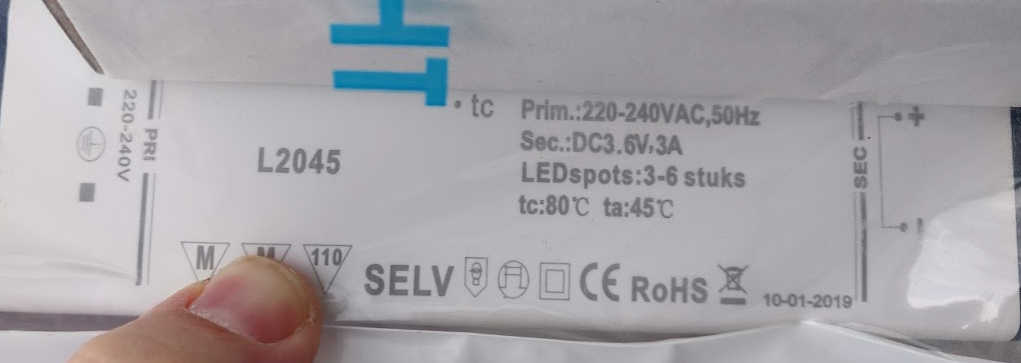 TH
tc
Prim.:220-240VAC,50Hz
Sec.:DC3.6V,3A
LEDspots:3-6 stuks
tc:80℃ ta:45℃
L2045
PRI
220-240V
SEC
+
-
M
M
110
SELV
CE
RoHS
10-01-2019